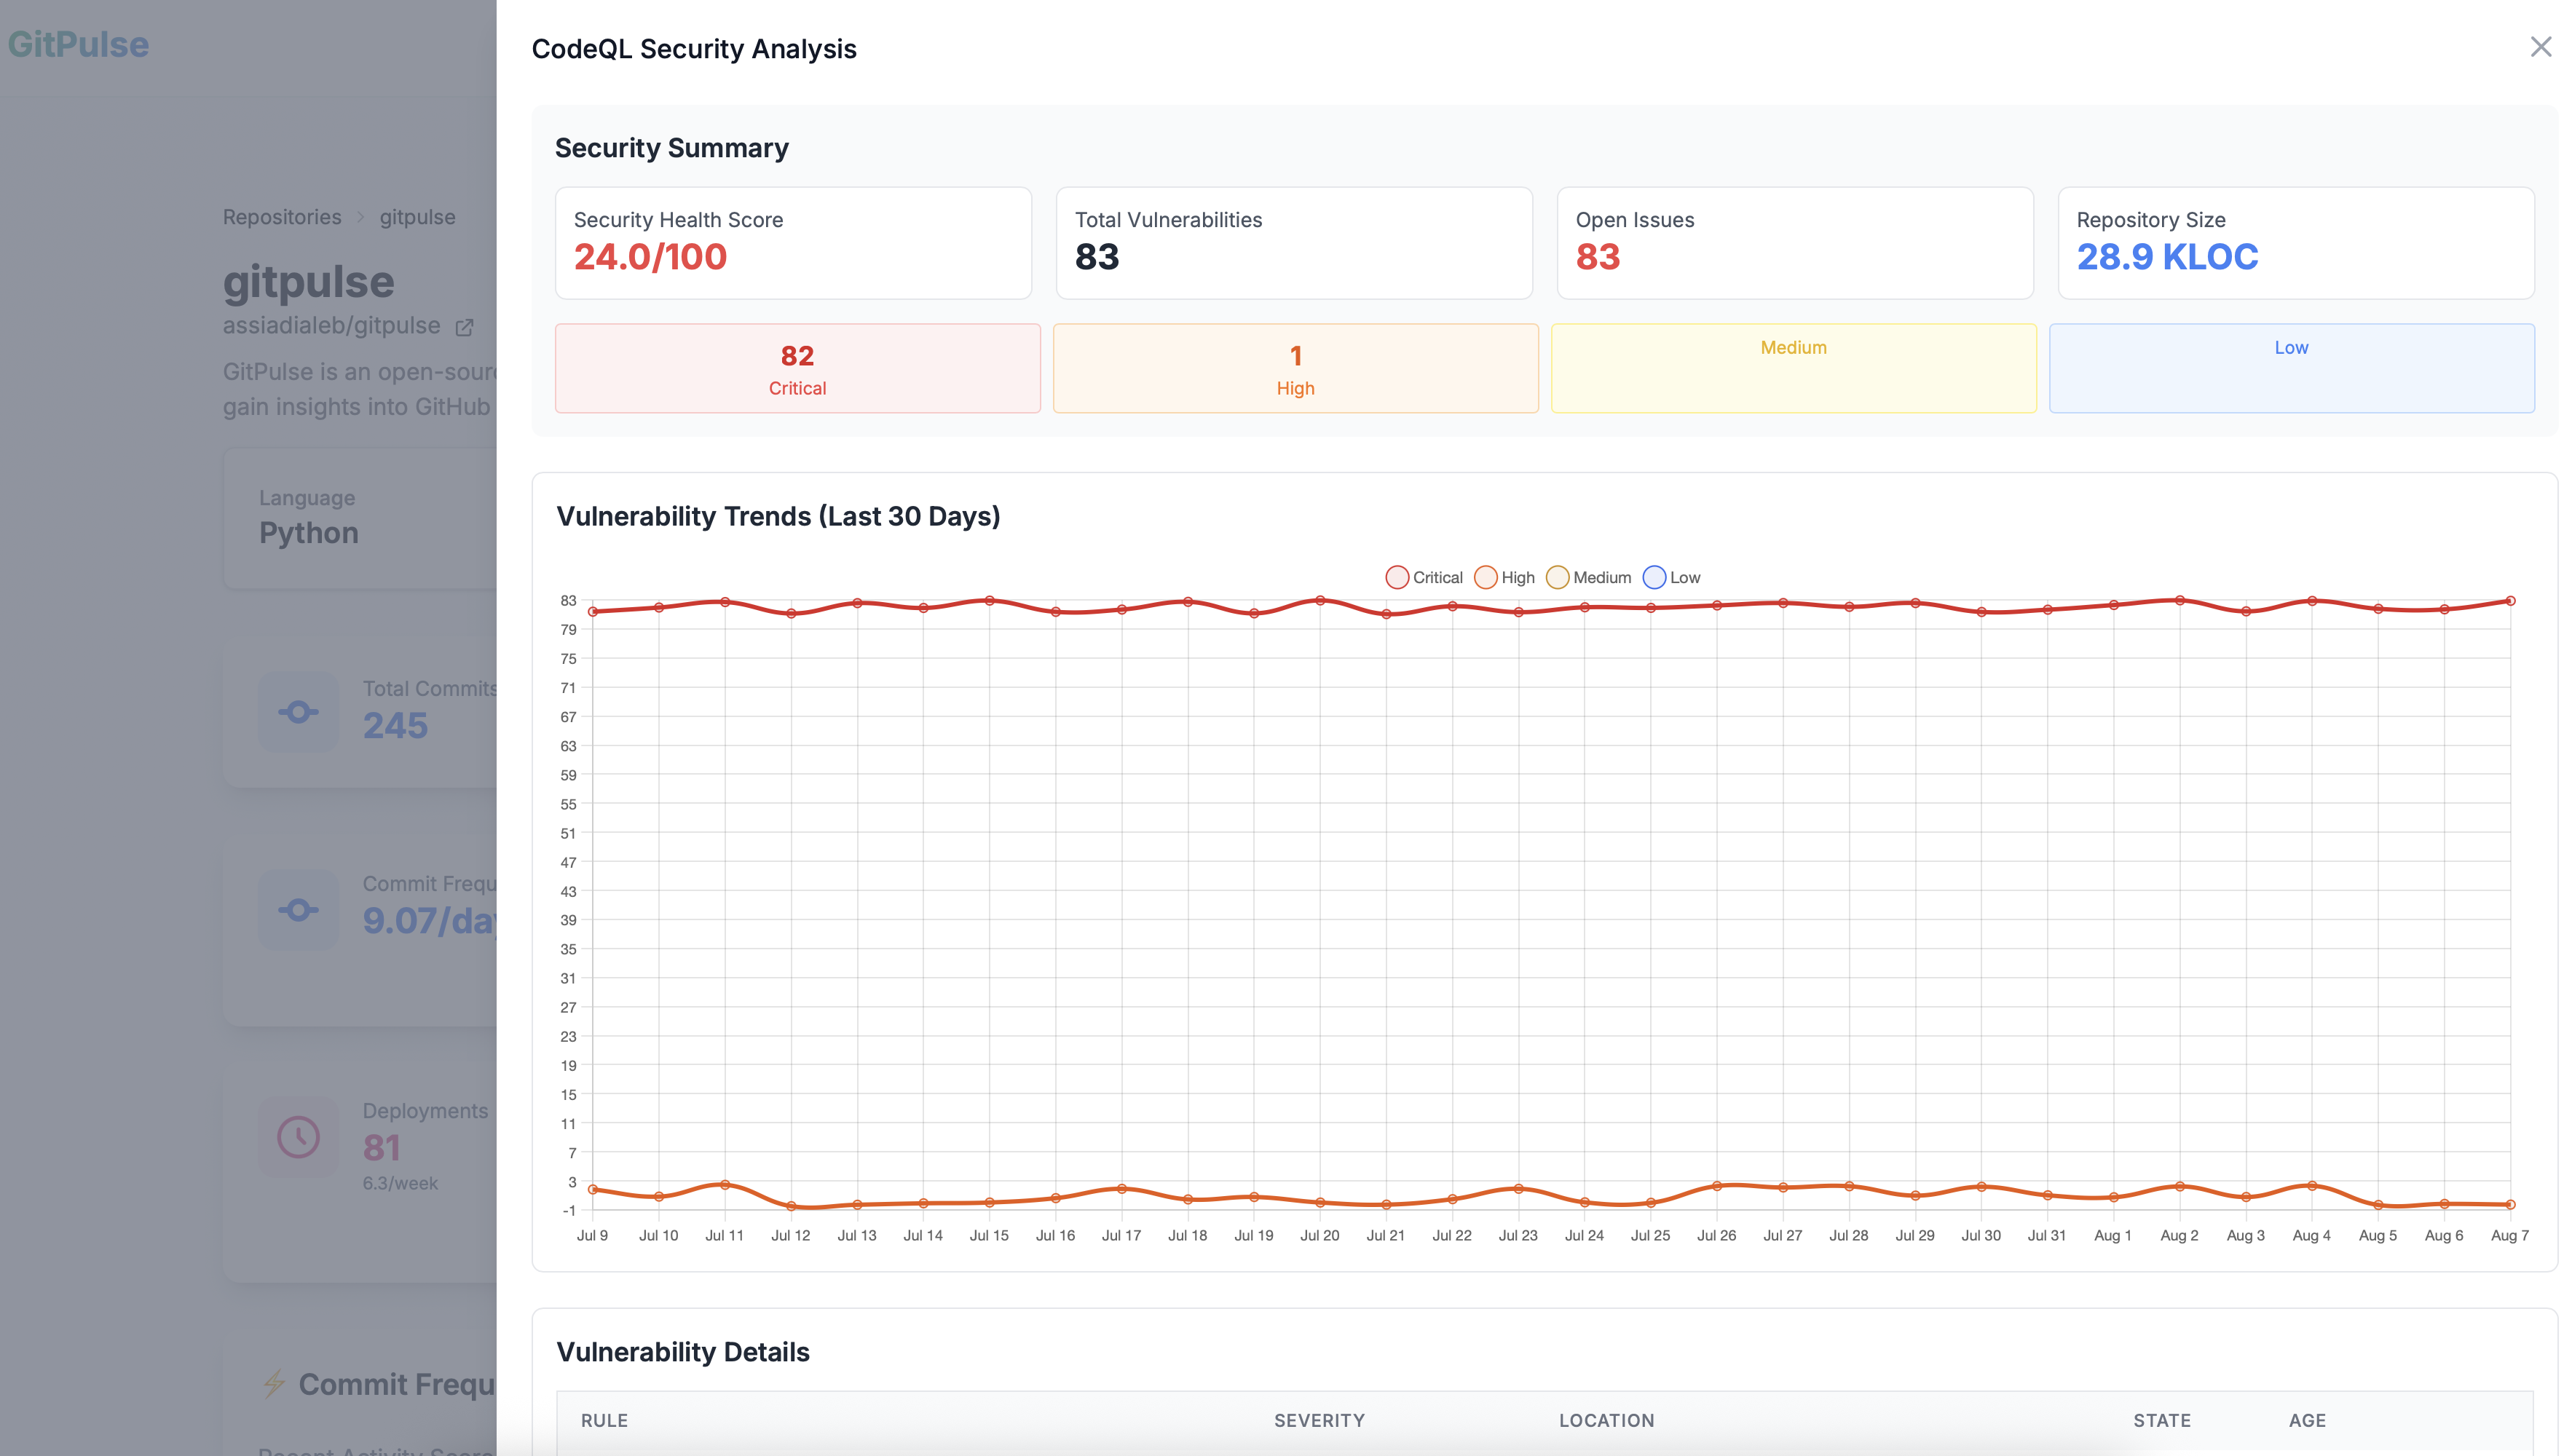 GitPulse
Repositories > gitpulse
gitpulse
assiadialeb/gitpulse
GitPulse is an open-sour
gain insights into GitHub
Language
Python
Total Commits
245
Commit Frequ
9.07/day
Deployments
81
6.3/week
Commit Frequ
Recent Activity Score
CodeQL Security Analysis
Security Summary
Security Health Score
24.0/100
Total Vulnerabilities
83
Open Issues
83
Repository Size
28.9 KLOC
82
Critical
1
High
Medium
Low
Vulnerability Trends (Last 30 Days)
Critical High Medium Low
83
79
75
71
67
63
59
55
51
47
43
39
35
31
27
23
19
15
11
7
3
-1
Jul 9 Jul 10 Jul 11 Jul 12 Jul 13 Jul 14 Jul 15 Jul 16 Jul 17 Jul 18 Jul 19 Jul 20 Jul 21 Jul 22 Jul 23 Jul 24 Jul 25 Jul 26 Jul 27 Jul 28 Jul 29 Jul 30 Jul 31 Aug 1 Aug 2 Aug 3 Aug 4 Aug 5 Aug 6 Aug 7
Vulnerability Details
RULE SEVERITY LOCATION STATE AGE